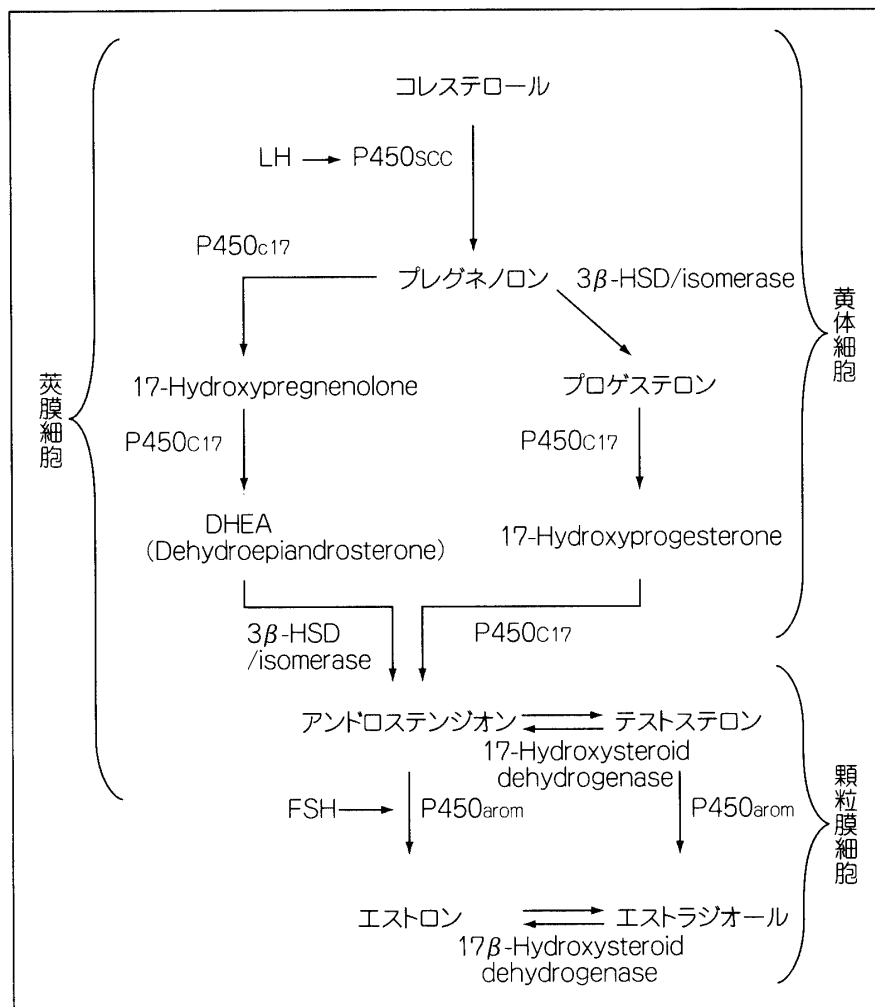 コレステロール
LH P450scc
P450c17
プレグネノロン 3β-HSD/isomerase
17-Hydroxypregnenolone プロゲステロン
P450C17 P450C17
DHEA
(Dehydroepiandrosterone) 17-Hydroxyprogesterone
3β-HSD
/isomerase P450C17
アンドロステンジオン テストステロン
17-Hydroxysteroid
dehydrogenase
FSH P450arom P450arom
エストロン エストラジオール
17β-Hydroxysteroid
dehydrogenase
莢膜細胞
黄体細胞
顆粒膜細胞